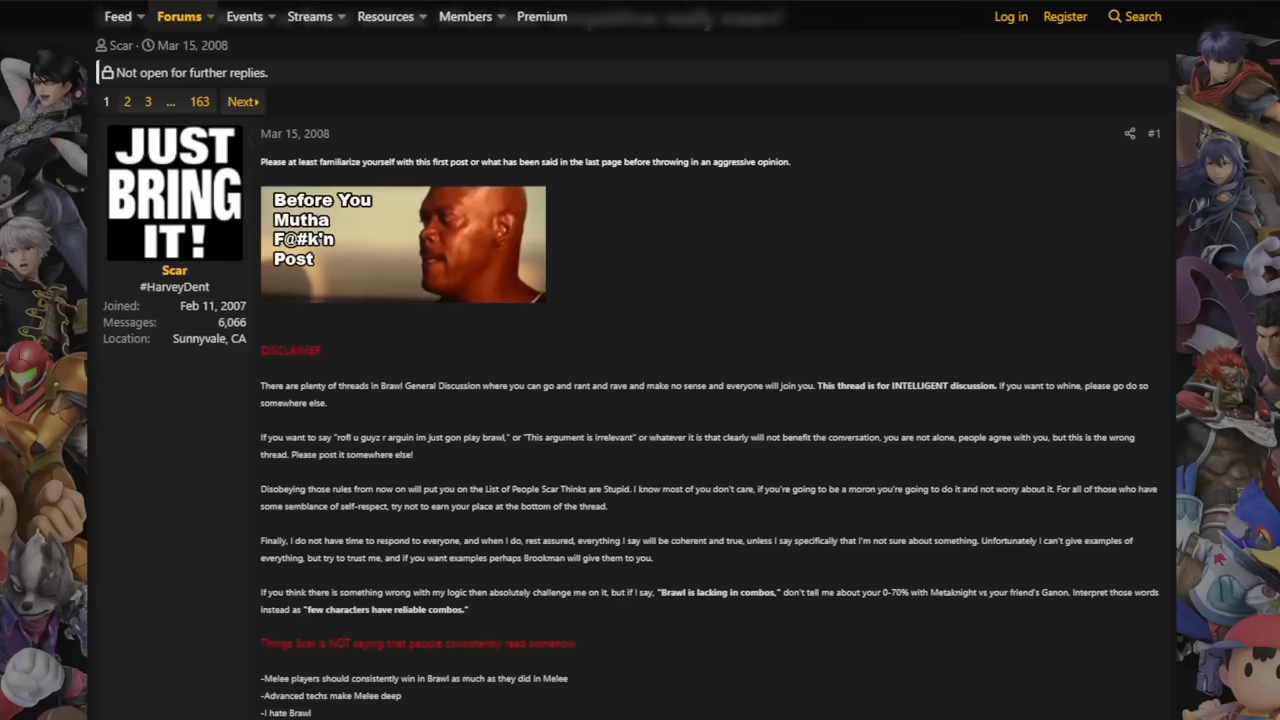 Feed Forums Events Streams Resources Members Premium Log in Register Search
Scar · Mar 15, 2008
Not open for further replies.
1 2 3 ... 163 Next
JUST
BRING
IT!
Scar
#HarveyDent
Joined: Feb 11, 2007
Messages: 6,066
Location: Sunnyvale, CA
Mar 15, 2008 #1
Please at least familiarize yourself with this first post or what has been said in the last page before throwing in an aggressive opinion.
Before You
Mutha
F@#k'n
Post
DISCLAIMER
There are plenty of threads in Brawl General Discussion where you can go and rant and rave and make no sense and everyone will join you. This thread is for INTELLIGENT discussion. If you want to whine, please go do so
somewhere else.
If you want to say "rofl u guyz r arguin im just gon play brawl," or "This argument is irrelevant" or whatever it is that clearly will not benefit the conversation, you are not alone, people agree with you, but this is the wrong
thread. Please post it somewhere else!
Disobeying those rules from now on will put you on the List of People Scar Thinks are Stupid. I know most of you don't care, if you're going to be a moron you're going to do it and not worry about it. For all of those who have
some semblance of self-respect, try not to earn your place at the bottom of the thread.
Finally, I do not have time to respond to everyone, and when I do, rest assured, everything I say will be coherent and true, unless I say specifically that I'm not sure about something. Unfortunately I can't give examples of
everything, but try to trust me, and if you want examples perhaps Brookman will give them to you.
If you think there is something wrong with my logic then absolutely challenge me on it, but if I say, "Brawl is lacking in combos," don't tell me about your 0-70% with Metaknight vs your friend's Ganon. Interpret those words
instead as "few characters have reliable combos."
Things Scar is NOT saying that people consistently read somehow
-Melee players should consistently win in Brawl as much as they did in Melee
-Advanced techs make Melee deep
-I hate Brawl